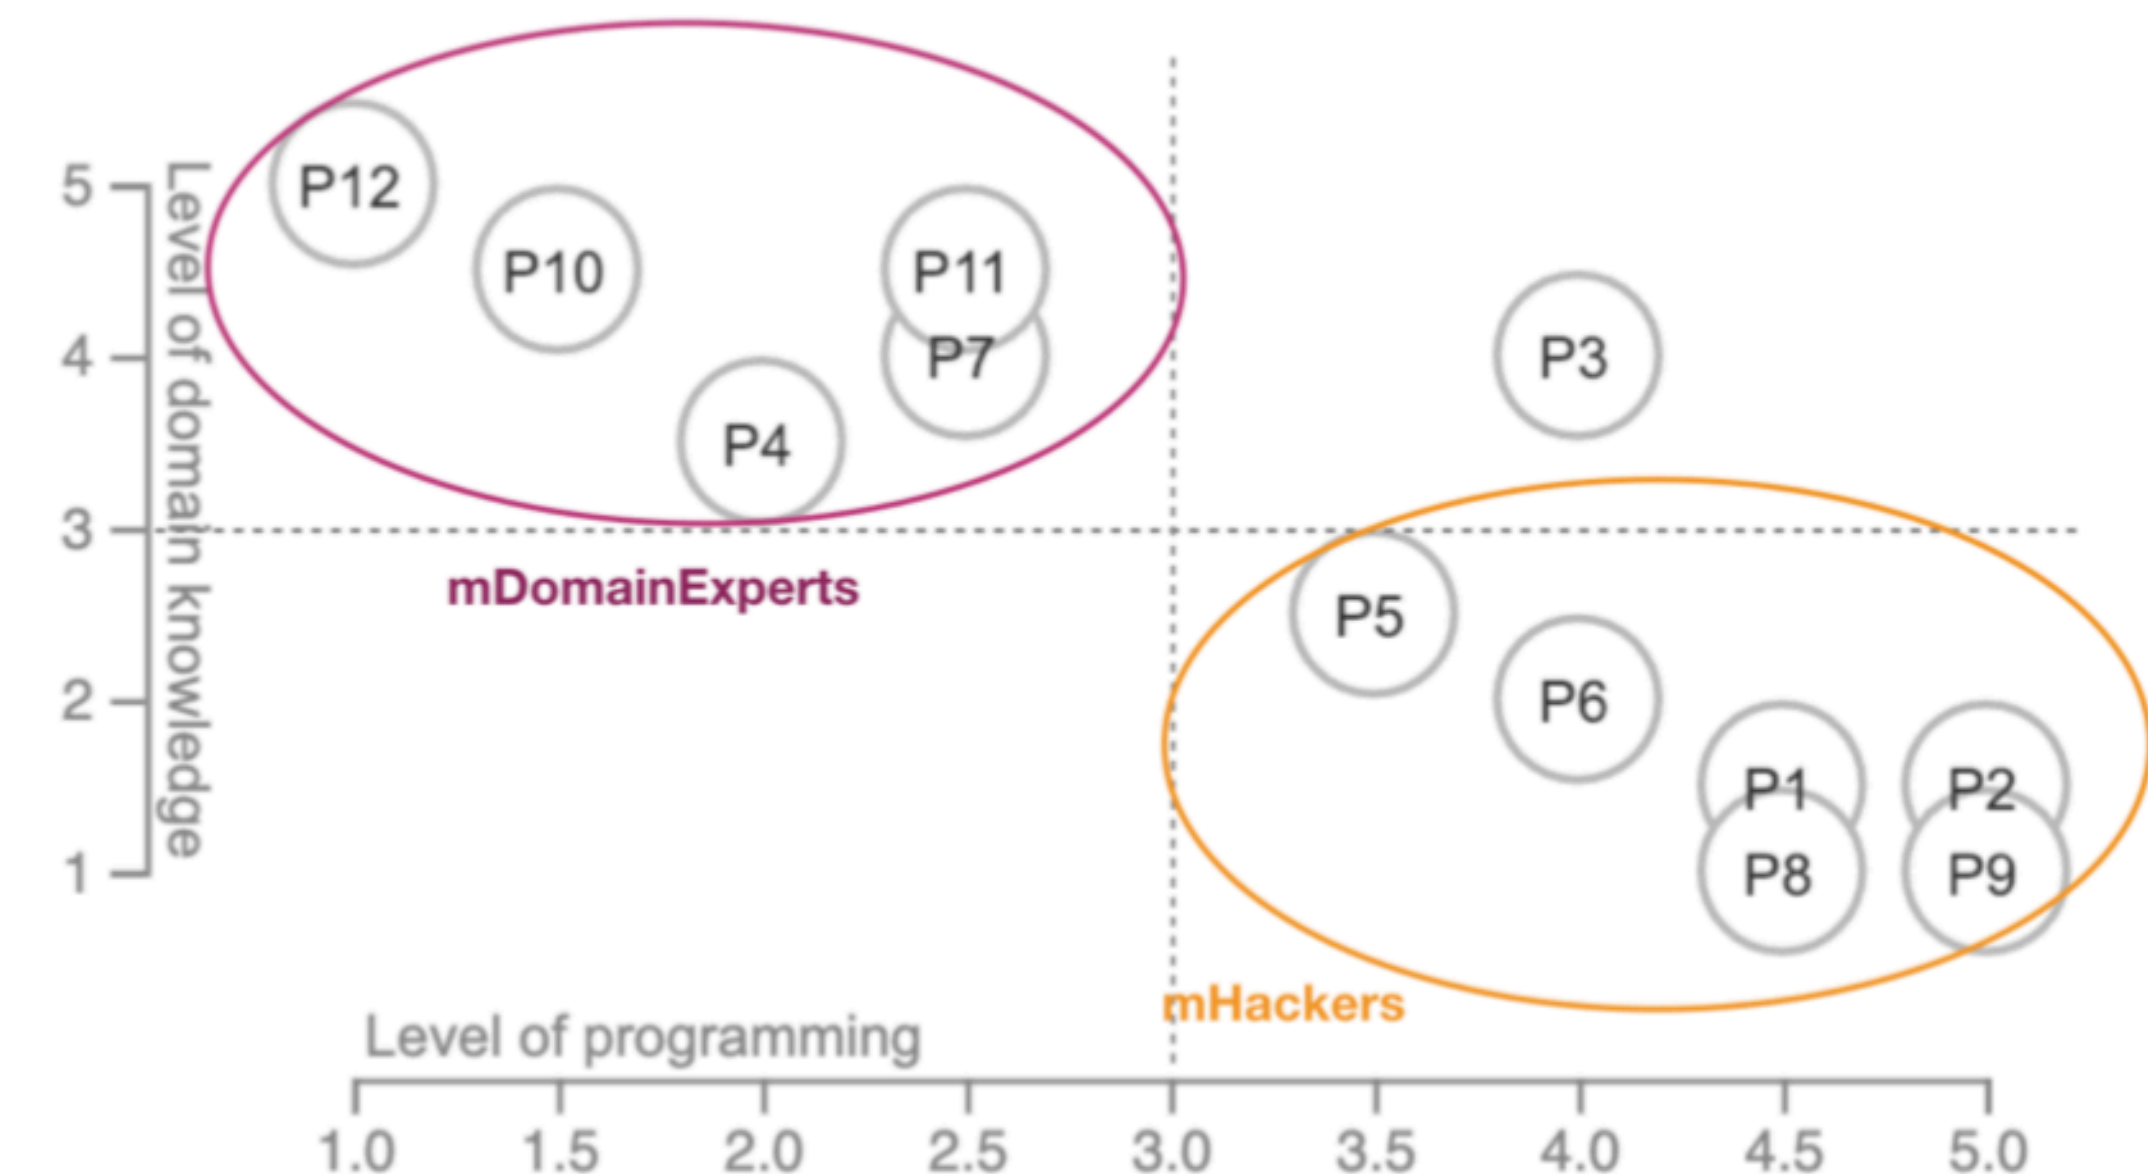 5
4
3
2
1
Level of domain knowledge
P12
P10
P11
P7
P4
P3
mDomainExperts
P5
P6
P1
P2
P8
P9
mHackers
Level of programming
1.0 1.5 2.0 2.5 3.0 3.5 4.0 4.5 5.0